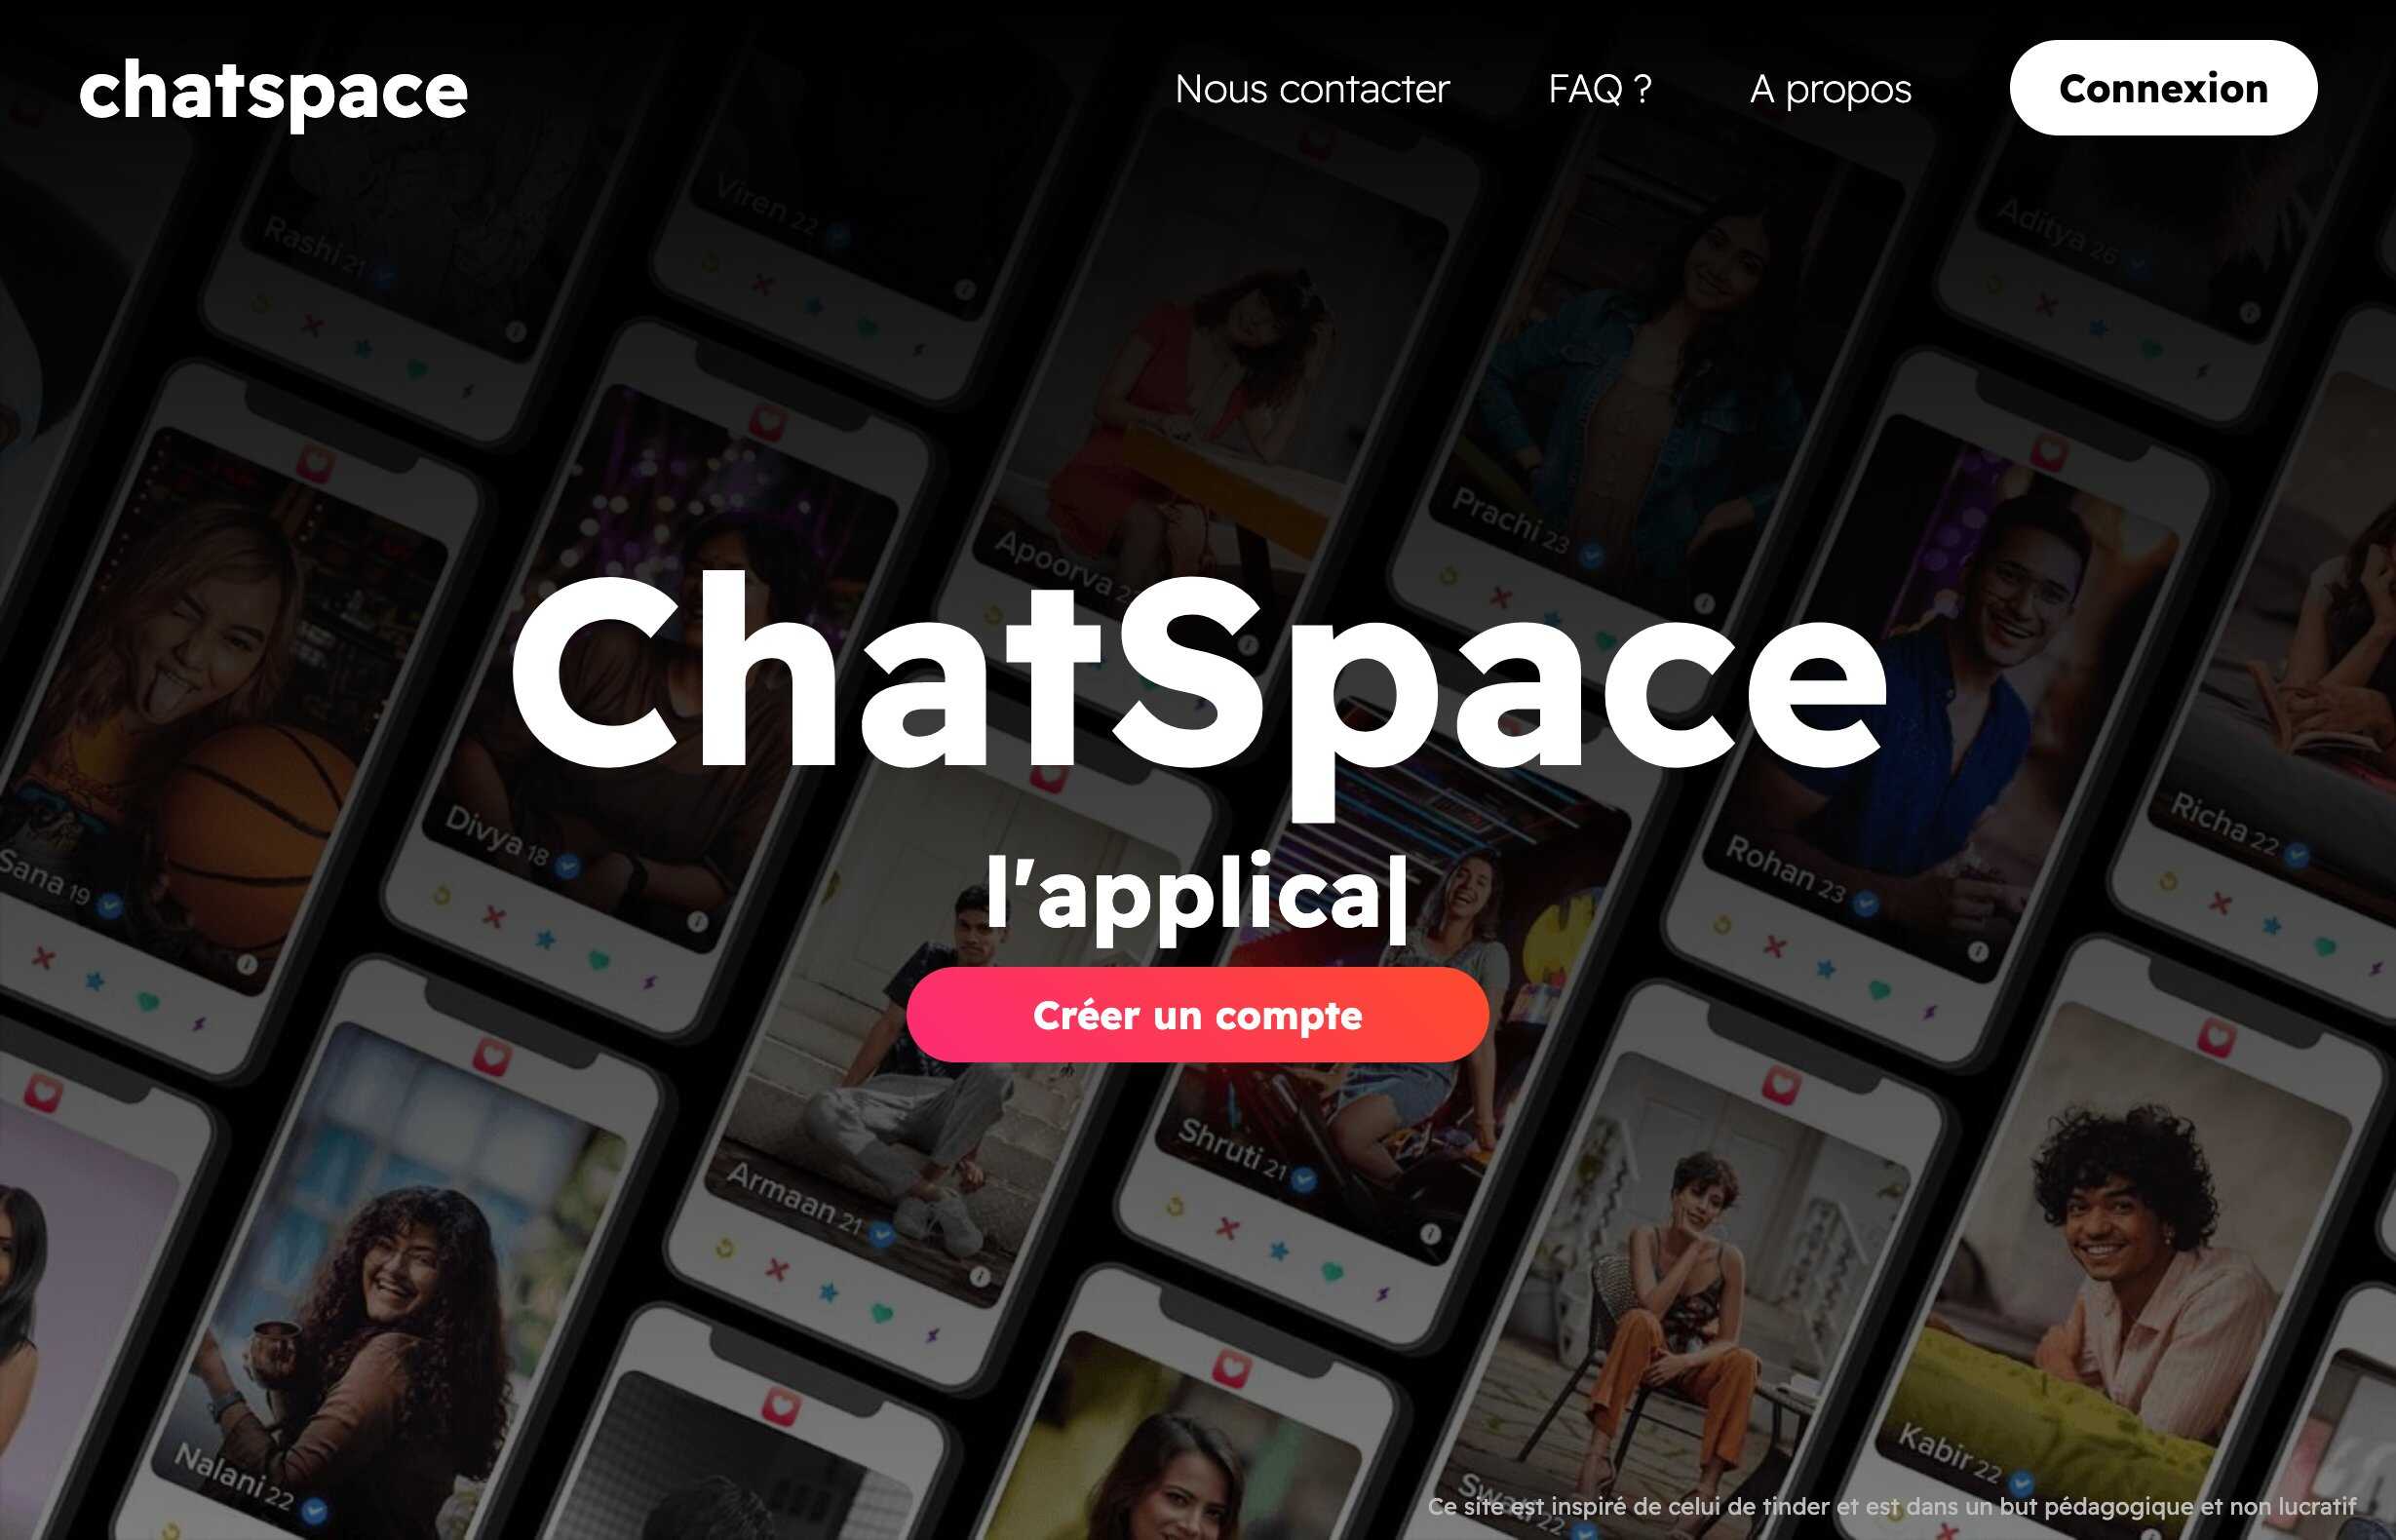 chatspace
Nous contacter
FAQ ?
A propos
Connexion
Rashi 21
Viren 22
Aditya 26
Prachi 23
Apoorva
ChatSpace
Sana 19
Divya 18
Rohan 23
Richa 22
l'applica|
Créer un compte
Armaan 21
Shruti 21
Nalani 22
Kabir 22
Ce site est inspiré de celui de tinder et est dans un but pédagogique et non lucratif